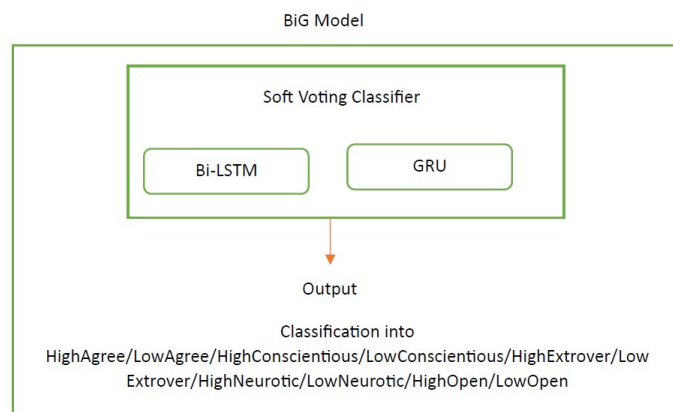 BiG Model
Soft Voting Classifier
Bi-LSTM
GRU
Output
Classification into
HighAgree/LowAgree/HighConscientious/LowConscientious/HighExtrover/Low
Extrover/HighNeurotic/LowNeurotic/HighOpen/LowOpen